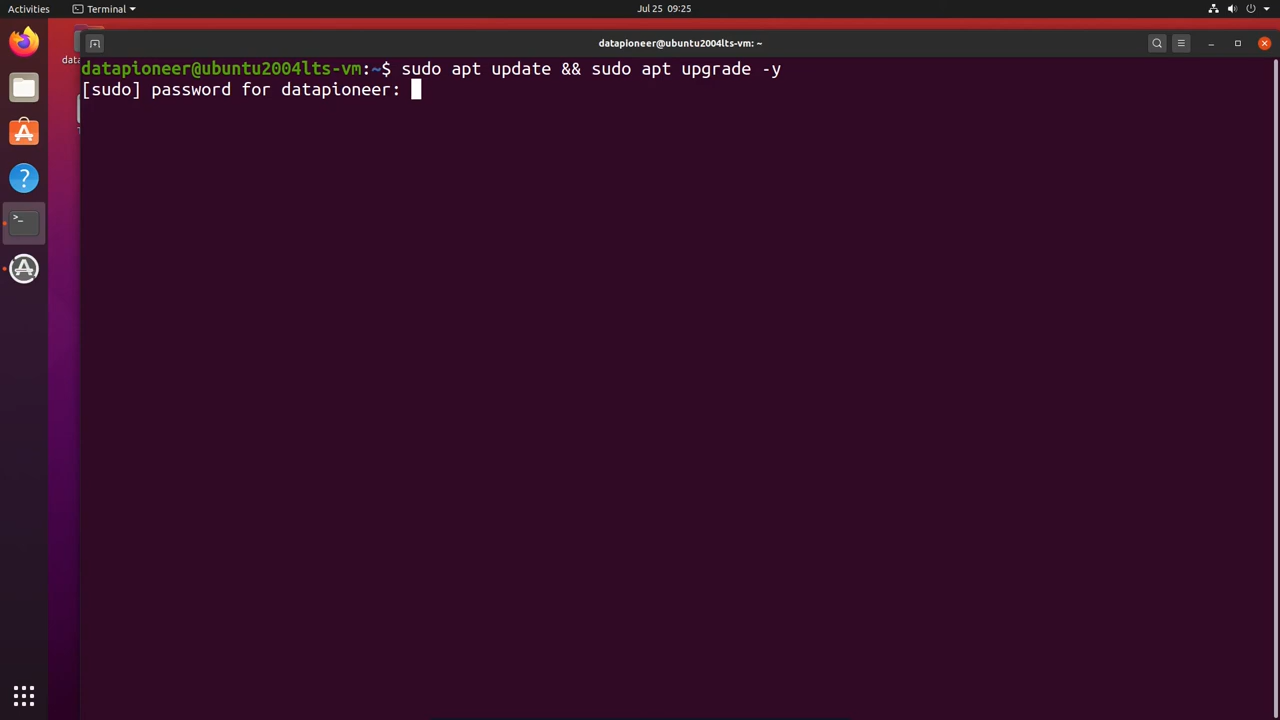 Activities
Terminal
Jul 25 09:25
datapioneer@ubuntu2004lts-vm: ~
datapioneer@ubuntu2004lts-vm:~$ sudo apt update && sudo apt upgrade -y
[sudo] password for datapioneer:
data
T